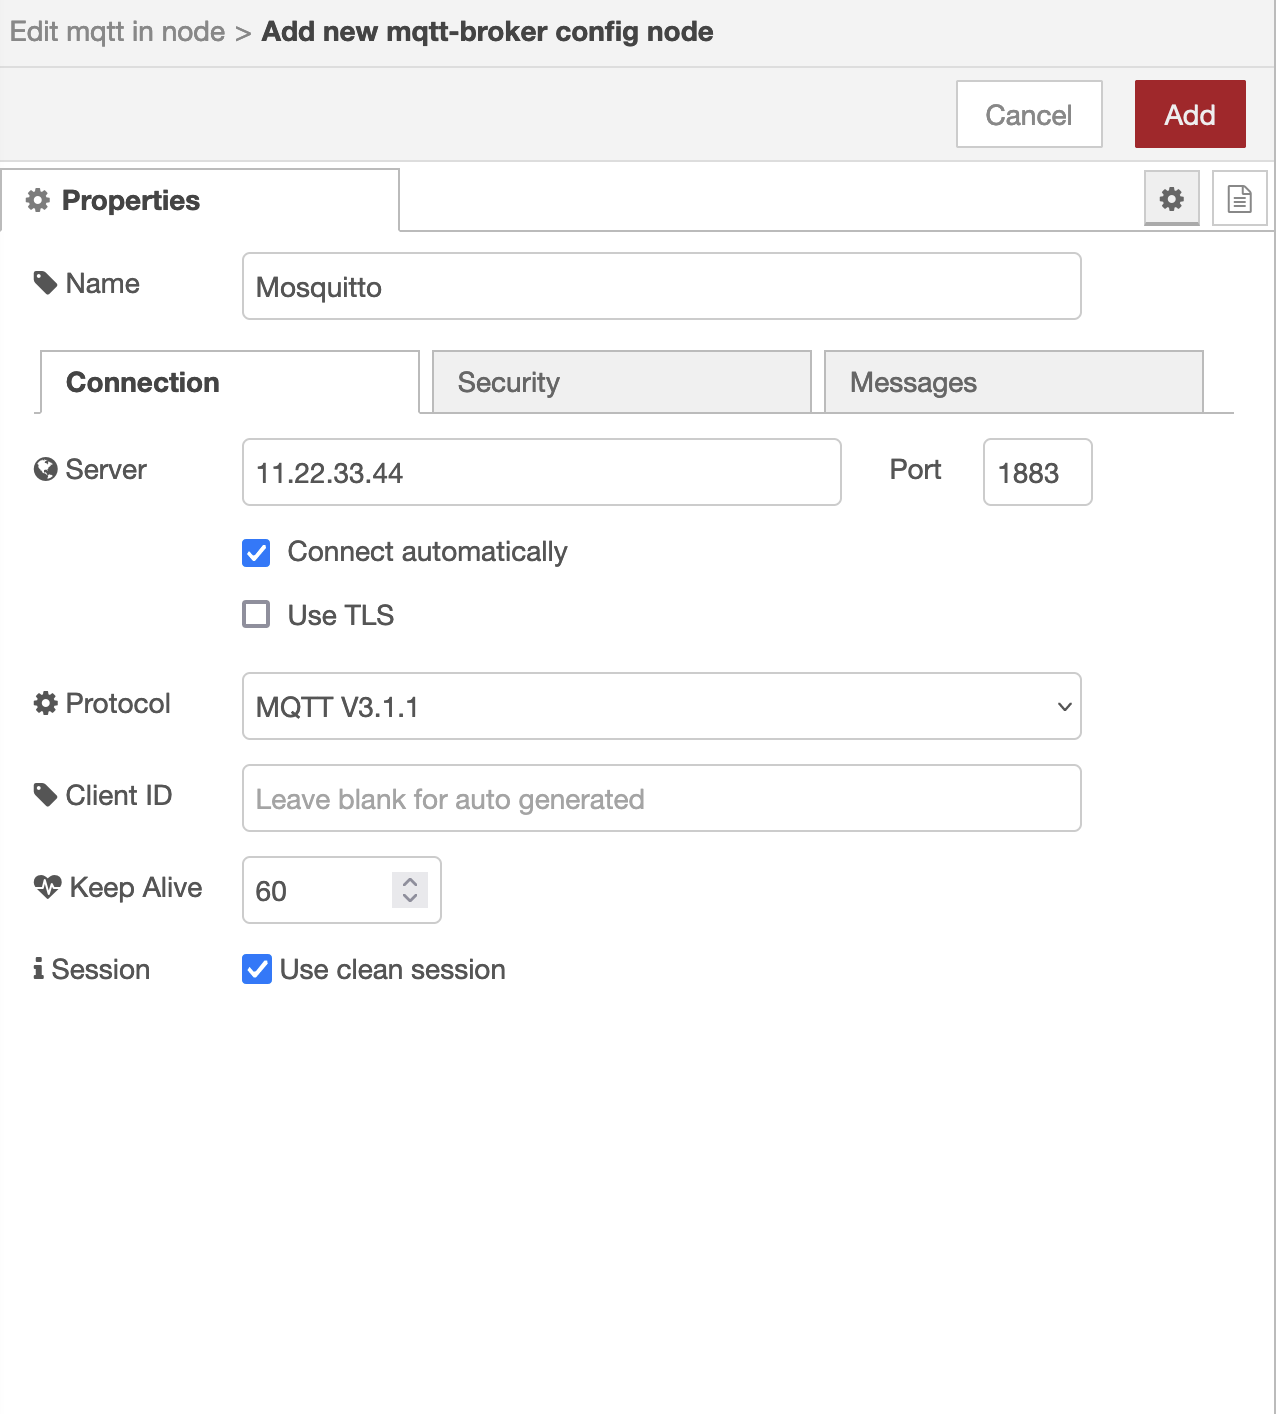 Edit mqtt in node > Add new mqtt-broker config node
Cancel
Add
Properties
Name
Mosquitto
Connection
Security
Messages
Server
11.22.33.44
Port
1883
Connect automatically
Use TLS
Protocol
MQTT V3.1.1
Client ID
Leave blank for auto generated
Keep Alive
60
Session
Use clean session